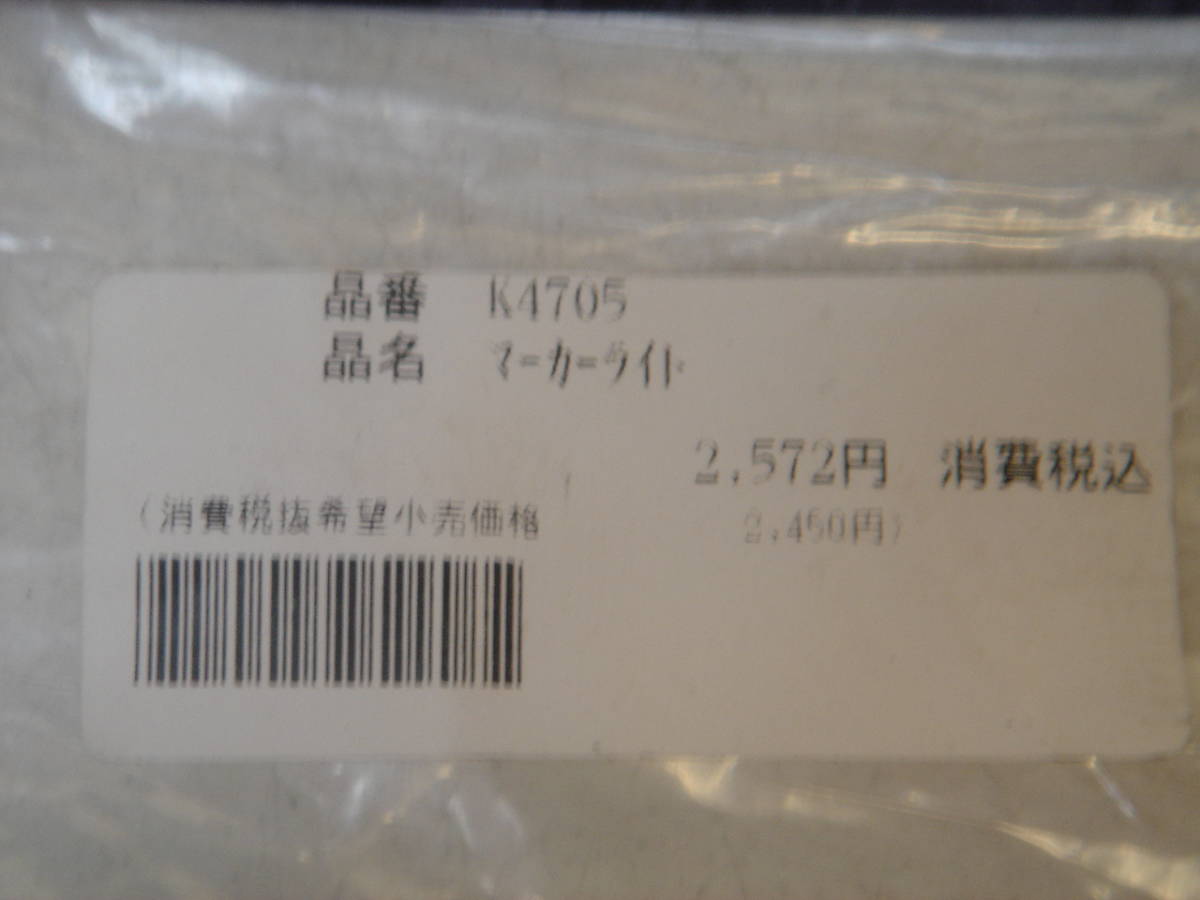 品番 K4705
品名 マーカーライト
2,572円 消費税込
(消費税抜希望小売価格 2,450円)